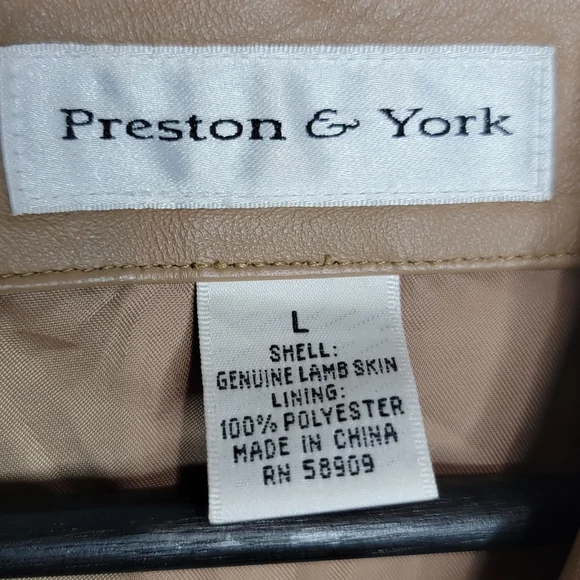 Preston & York
L
SHELL:
GENUINE LAMB SKIN
LINING:
100% POLYESTER
MADE IN CHINA
RN 58909